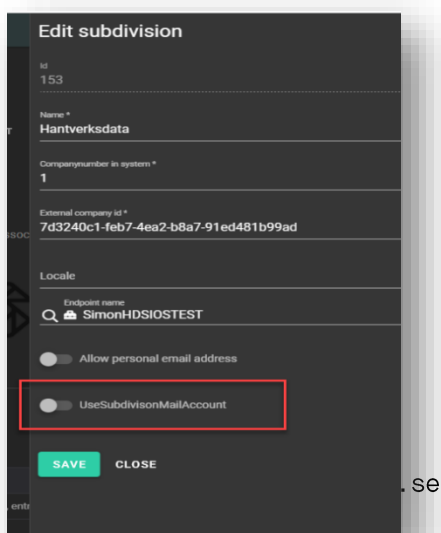 Edit subdivision
Id
153
Name *
Hantverksdata
Companynumber in system *
1
External company id *
7d3240c1-feb7-4ea2-b8a7-91ed481b99ad
Locale
Endpoint name
SimonHDSIOSTEST
Allow personal email address
UseSubdivisonMailAccount
SAVE CLOSE
. se